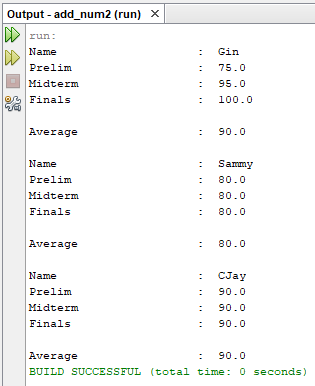 Output - add_num2 (run) ×
run:
Name : Gin
Prelim : 75.0
Midterm : 95.0
Finals : 100.0
Average : 90.0
Name : Sammy
Prelim : 80.0
Midterm : 80.0
Finals : 80.0
Average : 80.0
Name : CJay
Prelim : 90.0
Midterm : 90.0
Finals : 90.0
Average : 90.0
BUILD SUCCESSFUL (total time: 0 seconds)